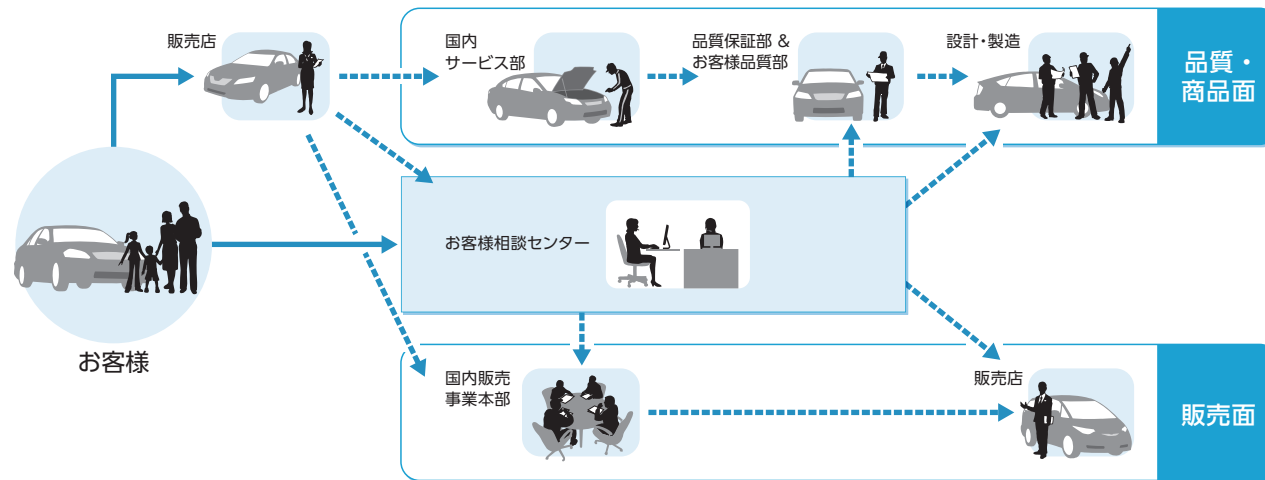 販売店
国内
サービス部
品質保証部 &
お客様品質部
設計・製造
品質・
商品面
お客様相談センター
お客様
国内販売
事業本部
販売店
販売面